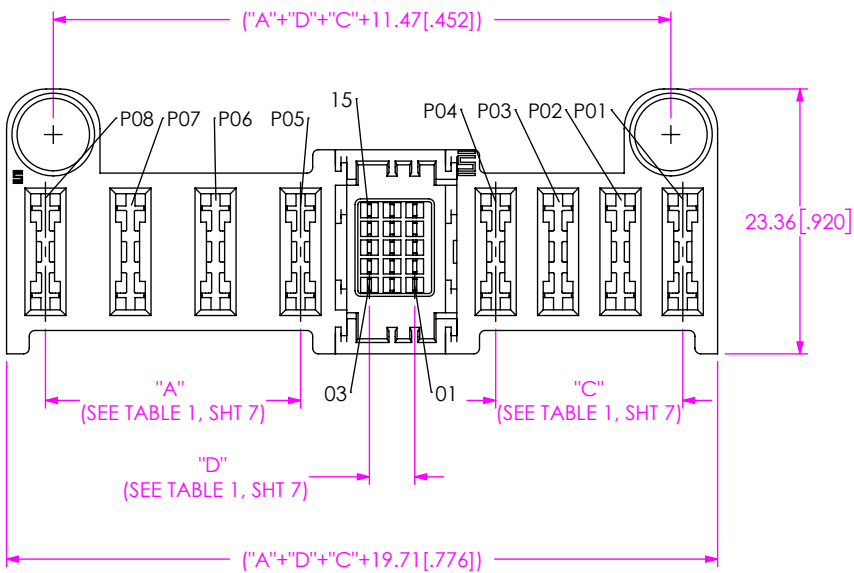 ("A"+"D"+"C"+11.47[.452])
15
P08
P07
P06
P05
P04
P03
P02
P01
23.36[.920]
"A"
(SEE TABLE 1, SHT 7)
03
01
"C"
(SEE TABLE 1, SHT 7)
"D"
(SEE TABLE 1, SHT 7)
("A"+"D"+"C"+19.71[.776])